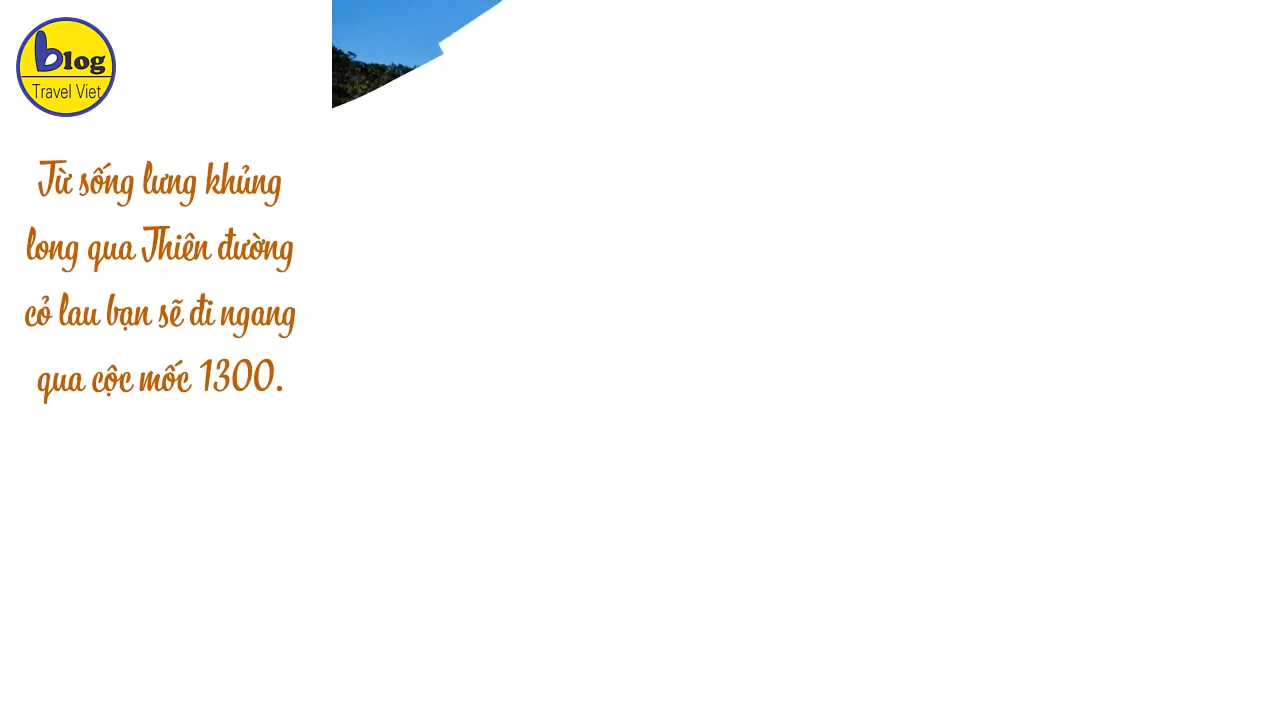 blog
Travel Viet
Từ sống lưng khủng
long qua Thiên đường
cỏ lau bạn sẽ đi ngang
qua cộc mốc 1300.